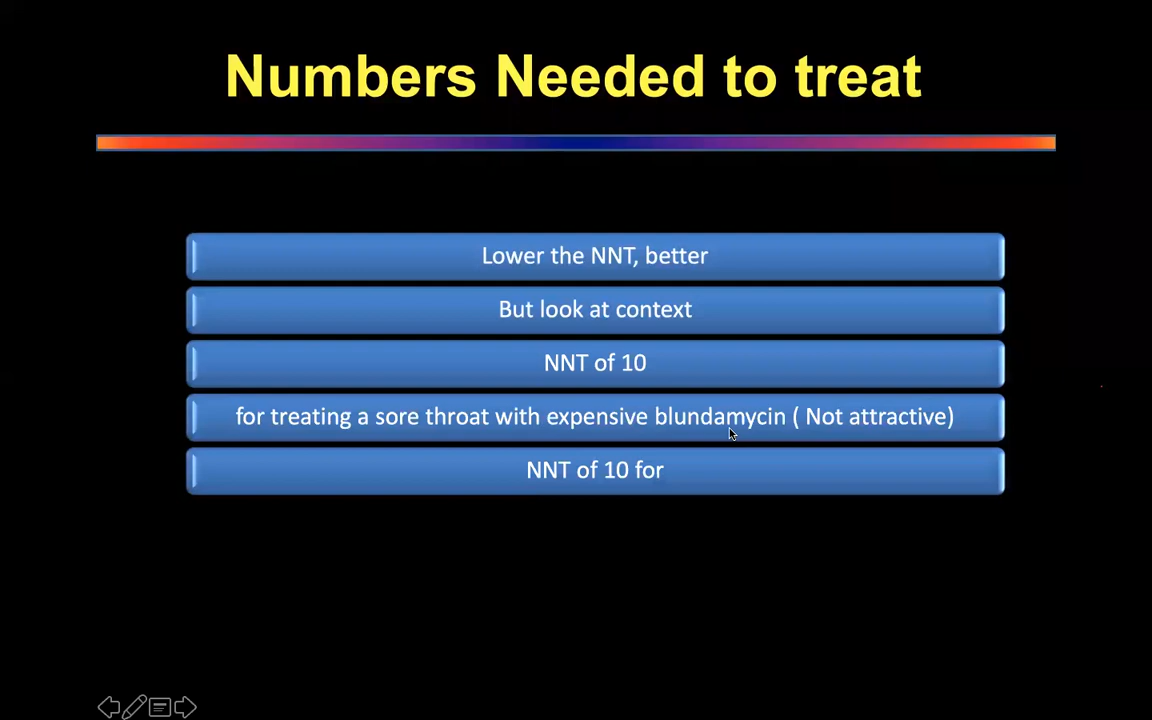 Numbers Needed to treat
Lower the NNT, better
But look at context
NNT of 10
for treating a sore throat with expensive blundamycin ( Not attractive)
NNT of 10 for